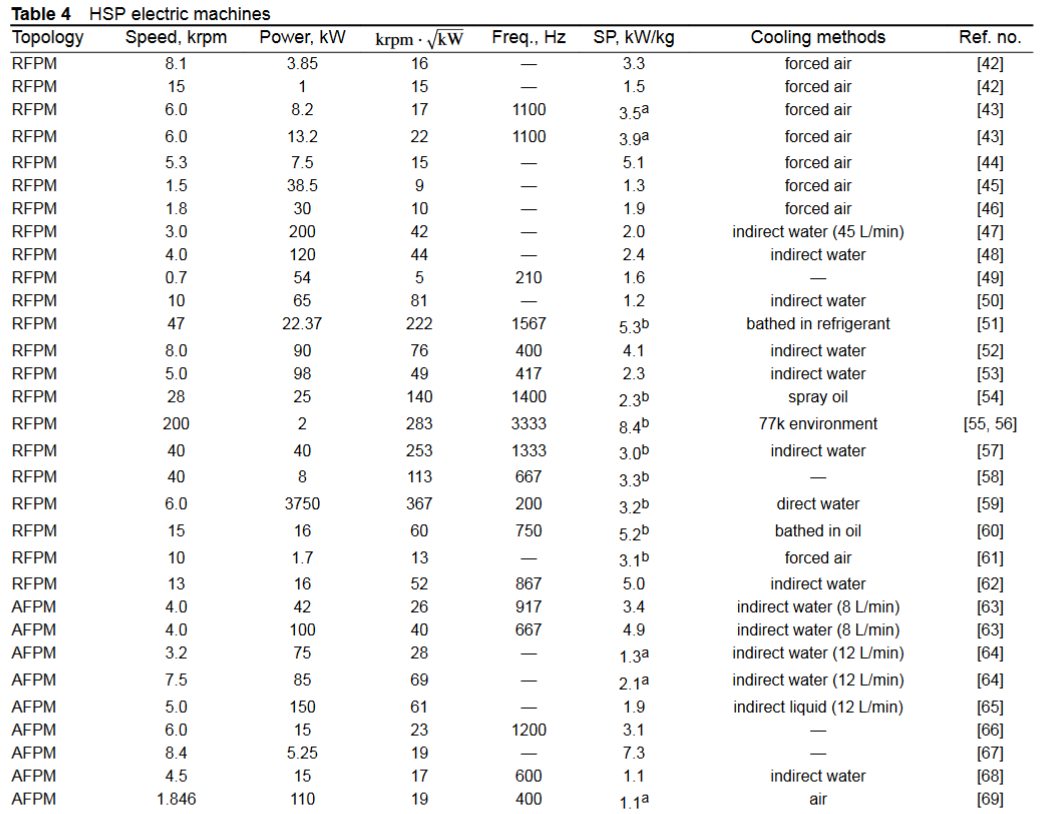 Table 4 HSP electric machines
Topology Speed, krpm Power, kW krpm · √kW Freq., Hz SP, kW/kg Cooling methods Ref. no.
RFPM 8.1 3.85 16 — 3.3 forced air [42]
RFPM 15 1 15 — 1.5 forced air [42]
RFPM 6.0 8.2 17 1100 3.5a forced air [43]
RFPM 6.0 13.2 22 1100 3.9a forced air [43]
RFPM 5.3 7.5 15 — 5.1 forced air [44]
RFPM 1.5 38.5 9 — 1.3 forced air [45]
RFPM 1.8 30 10 — 1.9 forced air [46]
RFPM 3.0 200 42 — 2.0 indirect water (45 L/min) [47]
RFPM 4.0 120 44 — 2.4 indirect water [48]
RFPM 0.7 54 5 210 1.6 — [49]
RFPM 10 65 81 — 1.2 indirect water [50]
RFPM 47 22.37 222 1567 5.3b bathed in refrigerant [51]
RFPM 8.0 90 76 400 4.1 indirect water [52]
RFPM 5.0 98 49 417 2.3 indirect water [53]
RFPM 28 25 140 1400 2.3b spray oil [54]
RFPM 200 2 283 3333 8.4b 77k environment [55, 56]
RFPM 40 40 253 1333 3.0b indirect water [57]
RFPM 40 8 113 667 3.3b — [58]
RFPM 6.0 3750 367 200 3.2b direct water [59]
RFPM 15 16 60 750 5.2b bathed in oil [60]
RFPM 10 1.7 13 — 3.1b forced air [61]
RFPM 13 16 52 867 5.0 indirect water [62]
AFPM 4.0 42 26 917 3.4 indirect water (8 L/min) [63]
AFPM 4.0 100 40 667 4.9 indirect water (8 L/min) [63]
AFPM 3.2 75 28 — 1.3a indirect water (12 L/min) [64]
AFPM 7.5 85 69 — 2.1a indirect water (12 L/min) [64]
AFPM 5.0 150 61 — 1.9 indirect liquid (12 L/min) [65]
AFPM 6.0 15 23 1200 3.1 — [66]
AFPM 8.4 5.25 19 — 7.3 — [67]
AFPM 4.5 15 17 600 1.1 indirect water [68]
AFPM 1.846 110 19 400 1.1a air [69]